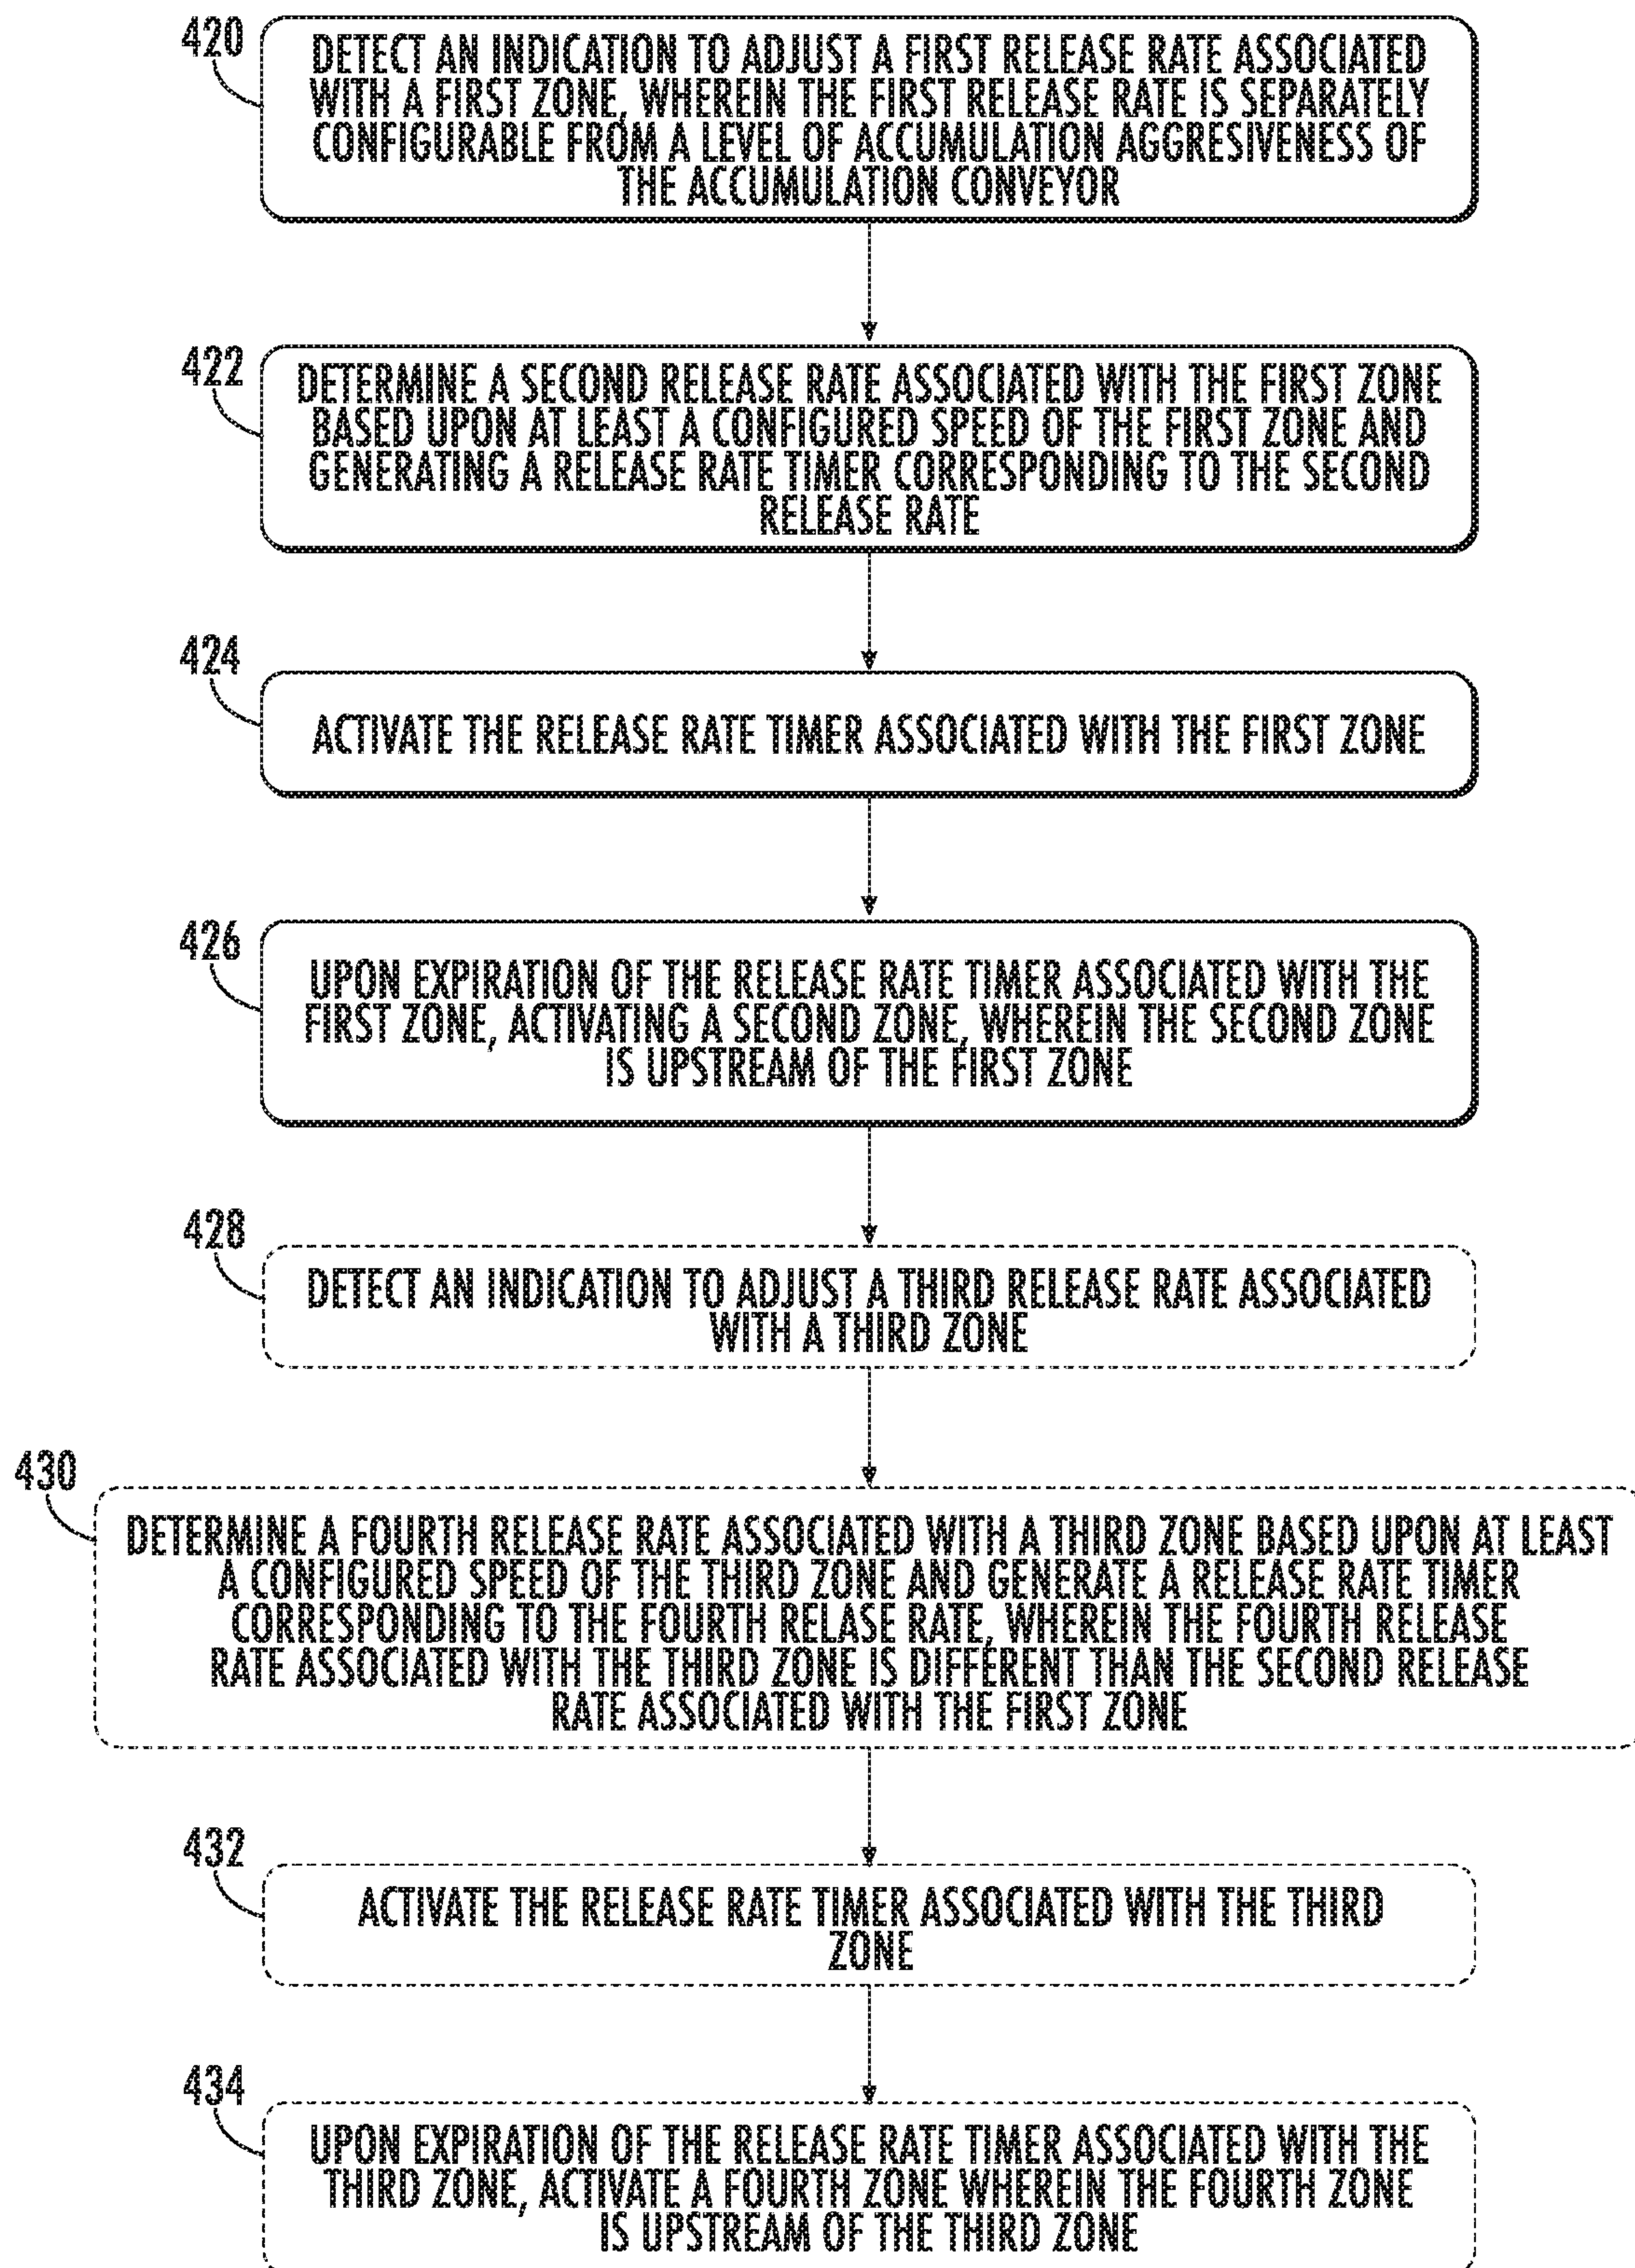 420
DETECT AN INDICATION TO ADJUST A FIRST RELEASE RATE ASSOCIATED
WITH A FIRST ZONE, WHEREIN THE FIRST RELEASE RATE IS SEPARATELY
CONFIGURABLE FROM A LEVEL OF ACCUMULATION AGGRESIVENESS OF
THE ACCUMULATION CONVEYOR
422
DETERMINE A SECOND RELEASE RATE ASSOCIATED WITH THE FIRST ZONE
BASED UPON AT LEAST A CONFIGURED SPEED OF THE FIRST ZONE AND
GENERATING A RELEASE RATE TIMER CORRESPONDING TO THE SECOND
RELEASE RATE
424
ACTIVATE THE RELEASE RATE TIMER ASSOCIATED WITH THE FIRST ZONE
426
UPON EXPIRATION OF THE RELEASE RATE TIMER ASSOCIATED WITH THE
FIRST ZONE, ACTIVATING A SECOND ZONE, WHEREIN THE SECOND ZONE
IS UPSTREAM OF THE FIRST ZONE
428
DETECT AN INDICATION TO ADJUST A THIRD RELEASE RATE ASSOCIATED
WITH A THIRD ZONE
430
DETERMINE A FOURTH RELEASE RATE ASSOCIATED WITH A THIRD ZONE BASED UPON AT LEAST
A CONFIGURED SPEED OF THE THIRD ZONE AND GENERATE A RELEASE RATE TIMER
CORRESPONDING TO THE FOURTH RELASE RATE, WHEREIN THE FOURTH RELEASE
RATE ASSOCIATED WITH THE THIRD ZONE IS DIFFERENT THAN THE SECOND RELEASE
RATE ASSOCIATED WITH THE FIRST ZONE
432
ACTIVATE THE RELEASE RATE TIMER ASSOCIATED WITH THE THIRD
ZONE
434
UPON EXPIRATION OF THE RELEASE RATE TIMER ASSOCIATED WITH THE
THIRD ZONE, ACTIVATE A FOURTH ZONE WHEREIN THE FOURTH ZONE
IS UPSTREAM OF THE THIRD ZONE